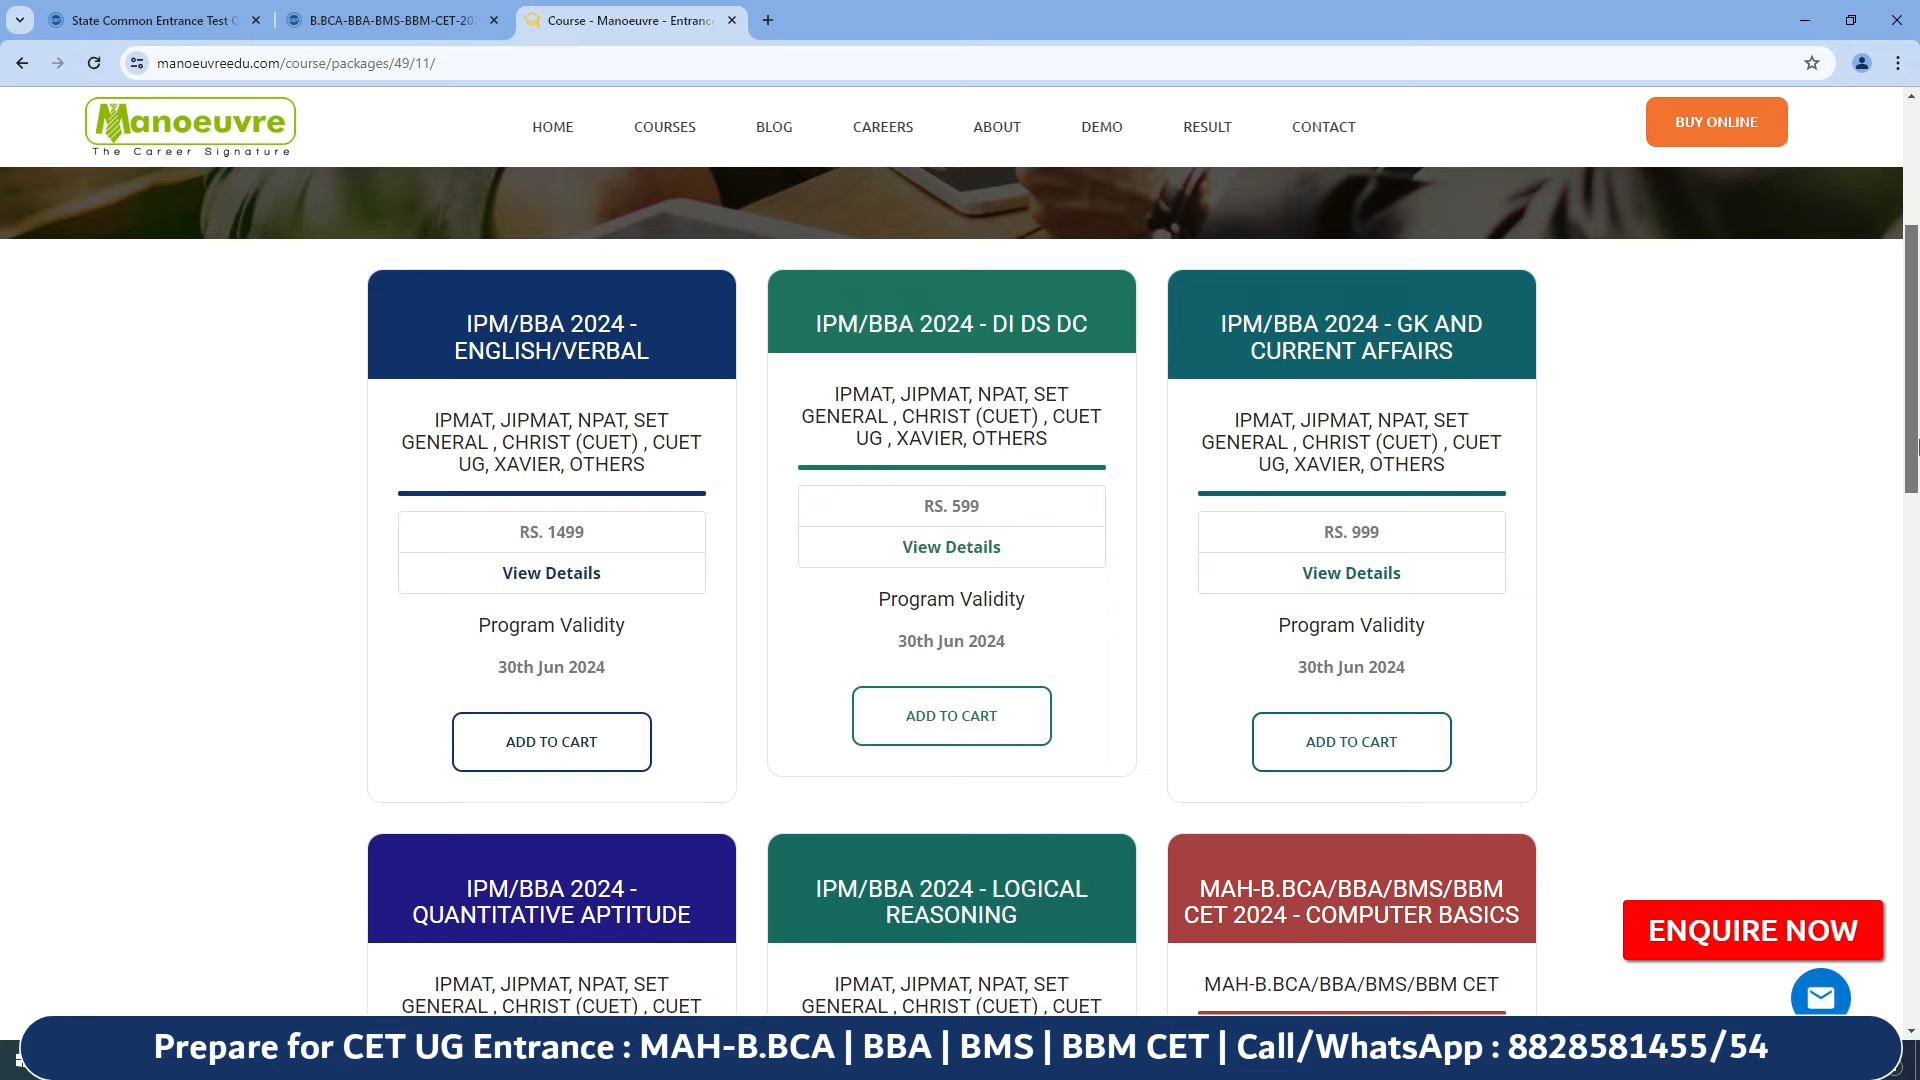 State Common Entrance Test C
B.BCA-BBA-BMS-BBM-CET-20
Course - Manoeuvre - Entranc
manoeuvreedu.com/course/packages/49/11/
Manoeuvre
The Career Signature
HOME
COURSES
BLOG
CAREERS
ABOUT
DEMO
RESULT
CONTACT
BUY ONLINE
IPM/BBA 2024 -
ENGLISH/VERBAL
IPMAT, JIPMAT, NPAT, SET
GENERAL , CHRIST (CUET) , CUET
UG, XAVIER, OTHERS
RS. 1499
View Details
Program Validity
30th Jun 2024
ADD TO CART
IPM/BBA 2024 - DI DS DC
IPMAT, JIPMAT, NPAT, SET
GENERAL , CHRIST (CUET) , CUET
UG , XAVIER, OTHERS
RS. 599
View Details
Program Validity
30th Jun 2024
ADD TO CART
IPM/BBA 2024 - GK AND
CURRENT AFFAIRS
IPMAT, JIPMAT, NPAT, SET
GENERAL , CHRIST (CUET) , CUET
UG, XAVIER, OTHERS
RS. 999
View Details
Program Validity
30th Jun 2024
ADD TO CART
IPM/BBA 2024 -
QUANTITATIVE APTITUDE
IPMAT, JIPMAT, NPAT, SET
GENERAL , CHRIST (CUET) , CUET
IPM/BBA 2024 - LOGICAL
REASONING
IPMAT, JIPMAT, NPAT, SET
GENERAL , CHRIST (CUET) , CUET
MAH-B.BCA/BBA/BMS/BBM
CET 2024 - COMPUTER BASICS
MAH-B.BCA/BBA/BMS/BBM CET
ENQUIRE NOW
Prepare for CET UG Entrance : MAH-B.BCA | BBA | BMS | BBM CET | Call/WhatsApp : 8828581455/54